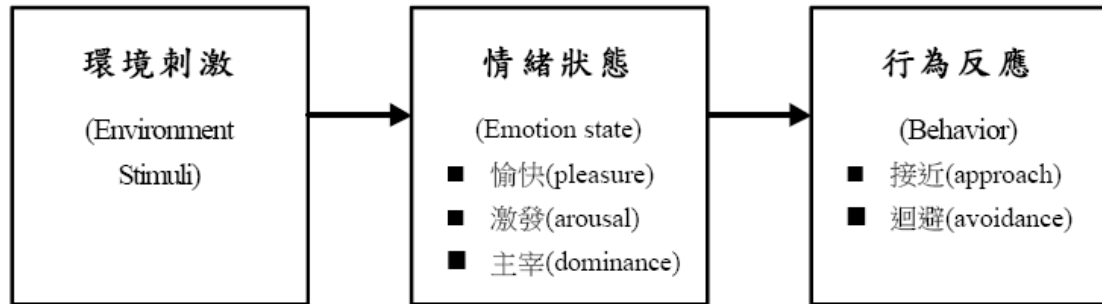 環境刺激
(Environment
Stimuli)
情緒狀態
(Emotion state)
■ 愉快(pleasure)
■ 激發(arousal)
■ 主宰(dominance)
行為反應
(Behavior)
■ 接近(approach)
■ 迴避(avoidance)